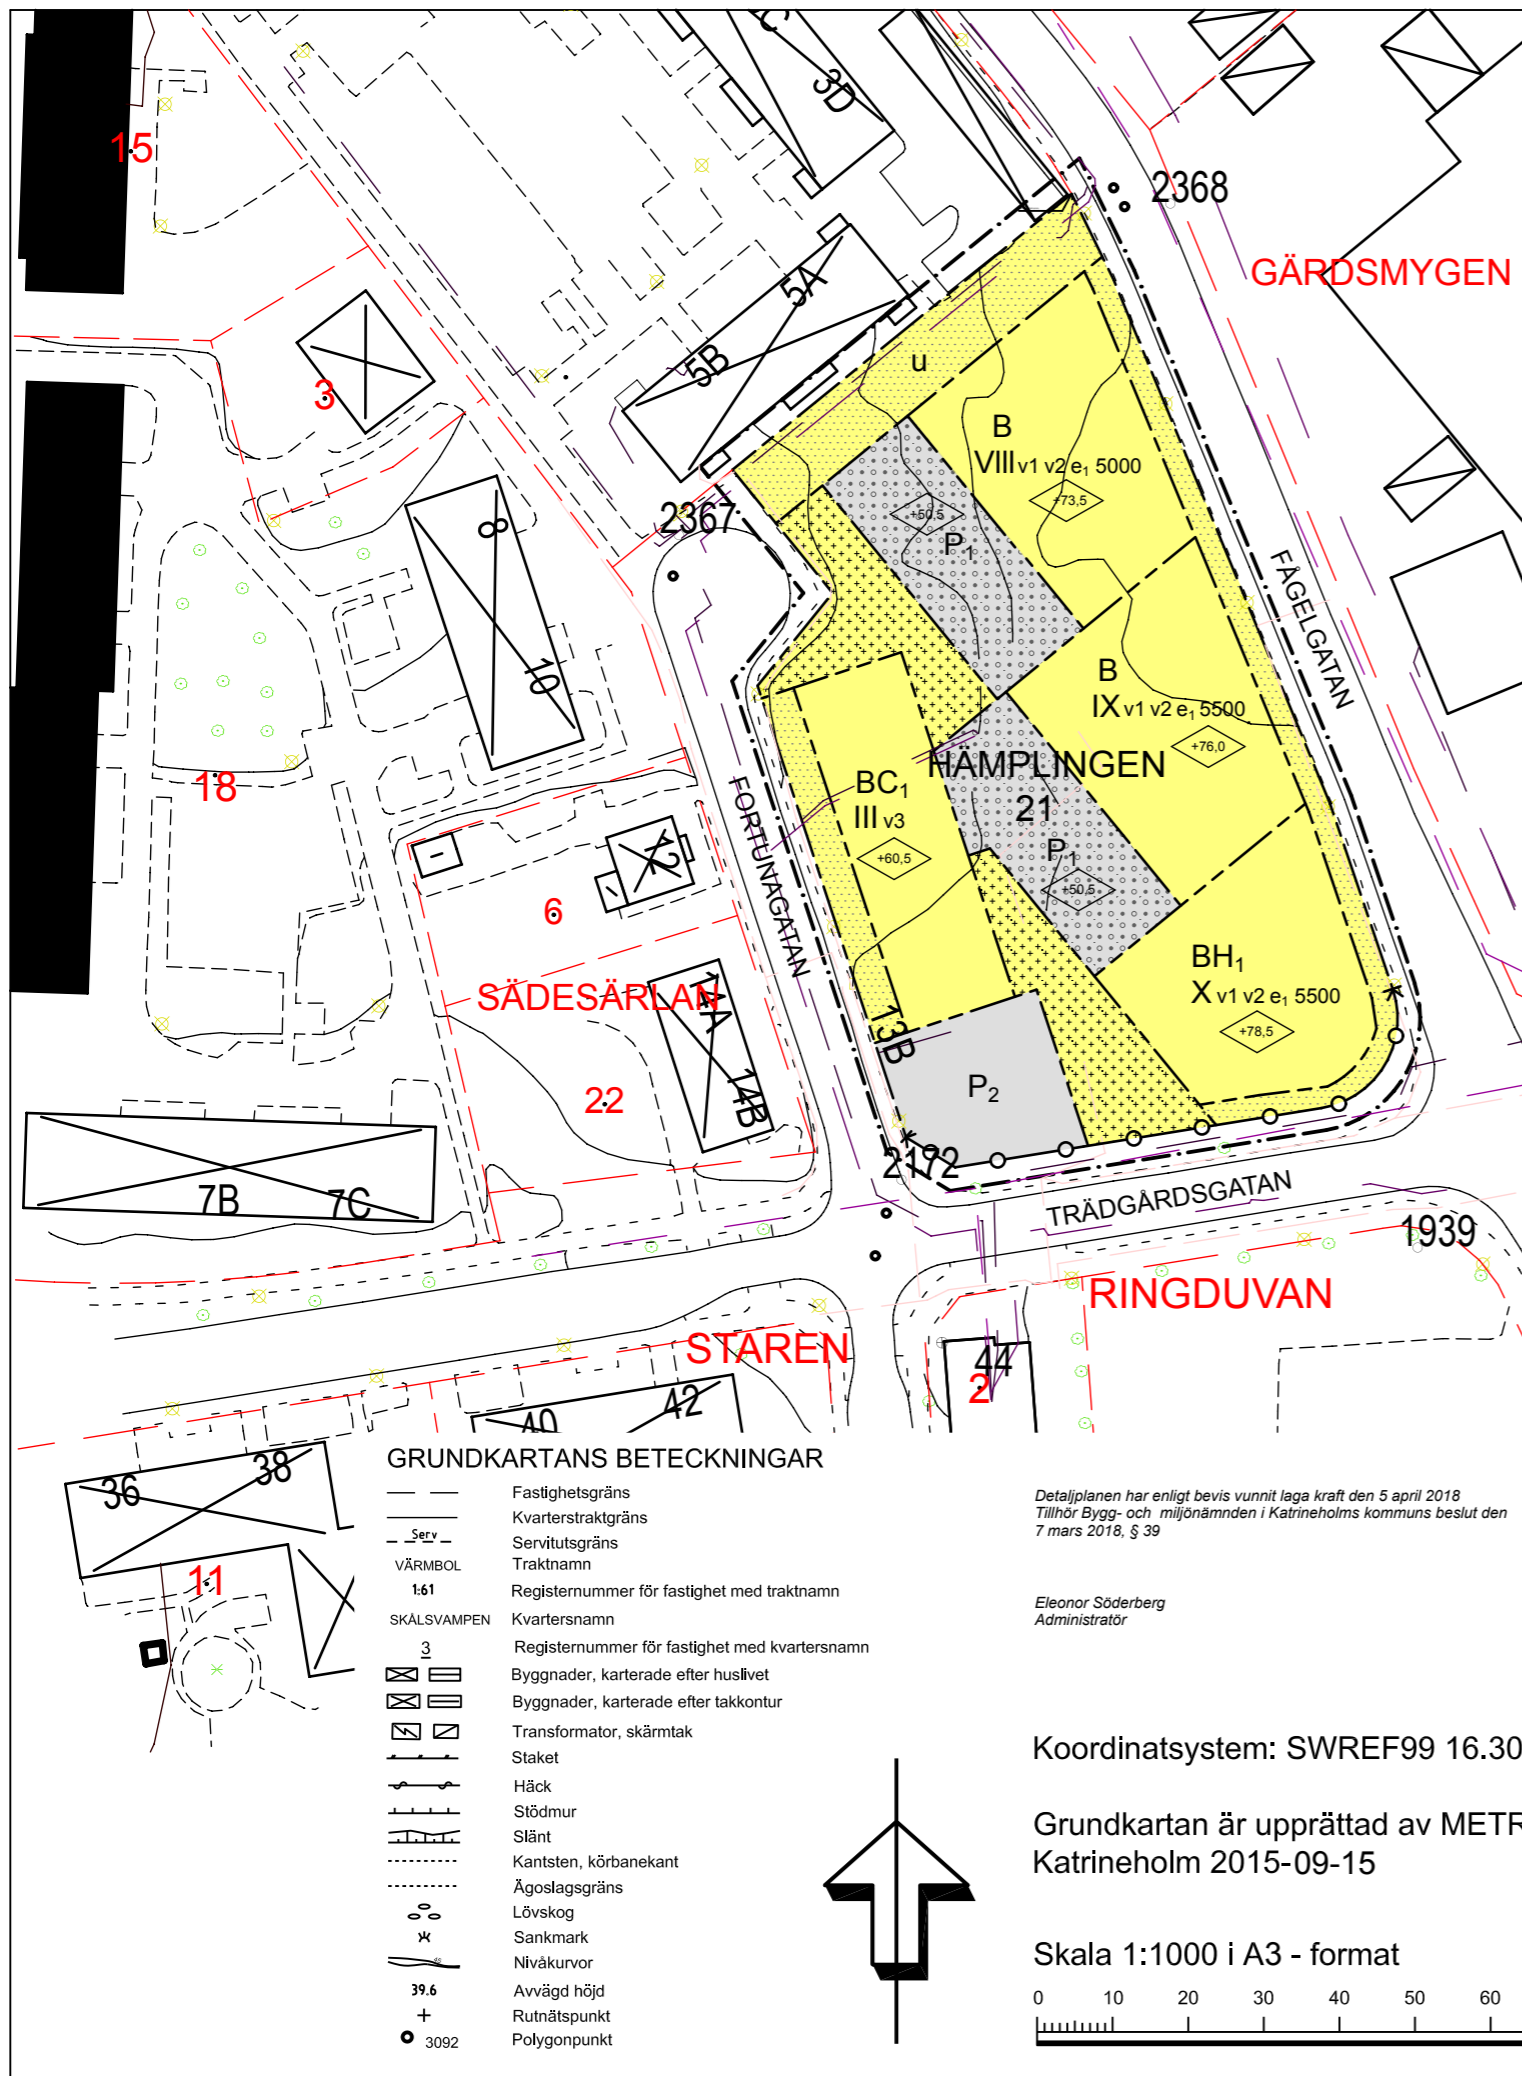 C
3D
15
2368
GÄRDSMYGEN
5A
5B
u
3
B
VIII v1 v2 e₁ 5000
+73,5
8
2367
+50,5
P₁
FÅGELGATAN
10
B
IX v1 v2 e₁ 5500
+76,0
18
HÄMPLINGEN
21
BC₁
III v3
+60,5
FORTUNAGATAN
12
P₁
+50,5
6
BH₁
X v1 v2 e₁ 5500
+78,5
SÄDESÄRLAN
14A
13B
14B
22
P₂
2172
7B
7C
TRÄDGÅRDSGATAN
1939
RINGDUVAN
STAREN
44
2
40
42
36
38
11
GRUNDKARTANS BETECKNINGAR
Fastighetsgräns
Kvarterstraktgräns
Serv Servitutsgräns
VÄRMBOL Traktnamn
1:61 Registernummer för fastighet med traktnamn
SKÅLSVAMPEN Kvartersnamn
3 Registernummer för fastighet med kvartersnamn
Byggnader, karterade efter huslivet
Byggnader, karterade efter takkontur
Transformator, skärmtak
Staket
Häck
Stödmur
Slänt
Kantsten, körbanekant
Ägoslagsgräns
Lövskog
Sankmark
Nivåkurvor
39.6 Avvägd höjd
Rutnätspunkt
3092 Polygonpunkt
Detaljplanen har enligt bevis vunnit laga kraft den 5 april 2018
Tillhör Bygg- och miljönämnden i Katrineholms kommuns beslut den
7 mars 2018, § 39
Eleonor Söderberg
Administratör
Koordinatsystem: SWREF99 16.30
Grundkartan är upprättad av METR
Katrineholm 2015-09-15
Skala 1:1000 i A3 - format
0 10 20 30 40 50 60